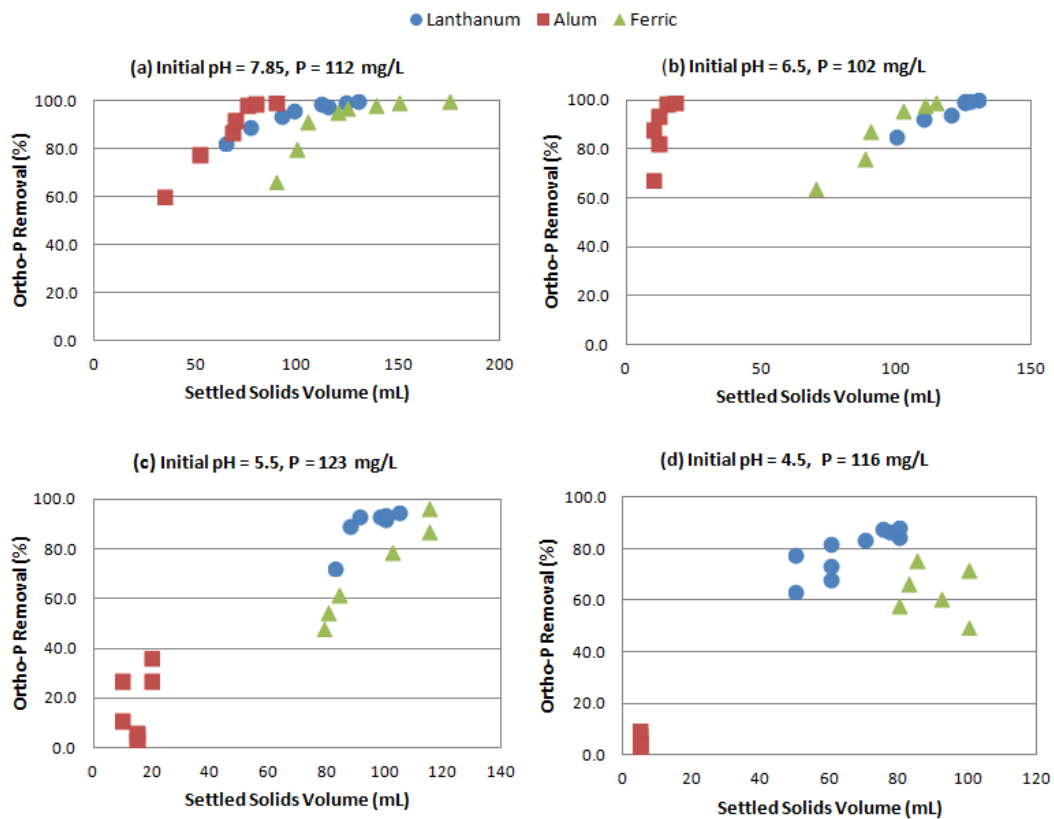 Lanthanum Alum Ferric
(a) Initial pH = 7.85, P = 112 mg/L
100.0
80.0
60.0
40.0
20.0
0.0
Ortho-P Removal (%)
0 50 100 150 200
Settled Solids Volume (mL)
(b) Initial pH = 6.5, P = 102 mg/L
100.0
80.0
60.0
40.0
20.0
0.0
Ortho-P Removal (%)
0 50 100 150
Settled Solids Volume (mL)
(c) Initial pH = 5.5, P = 123 mg/L
100.0
80.0
60.0
40.0
20.0
0.0
Ortho-P Removal (%)
0 20 40 60 80 100 120 140
Settled Solids Volume (mL)
(d) Initial pH = 4.5, P = 116 mg/L
100.0
80.0
60.0
40.0
20.0
0.0
Ortho-P Removal (%)
0 20 40 60 80 100 120
Settled Solids Volume (mL)